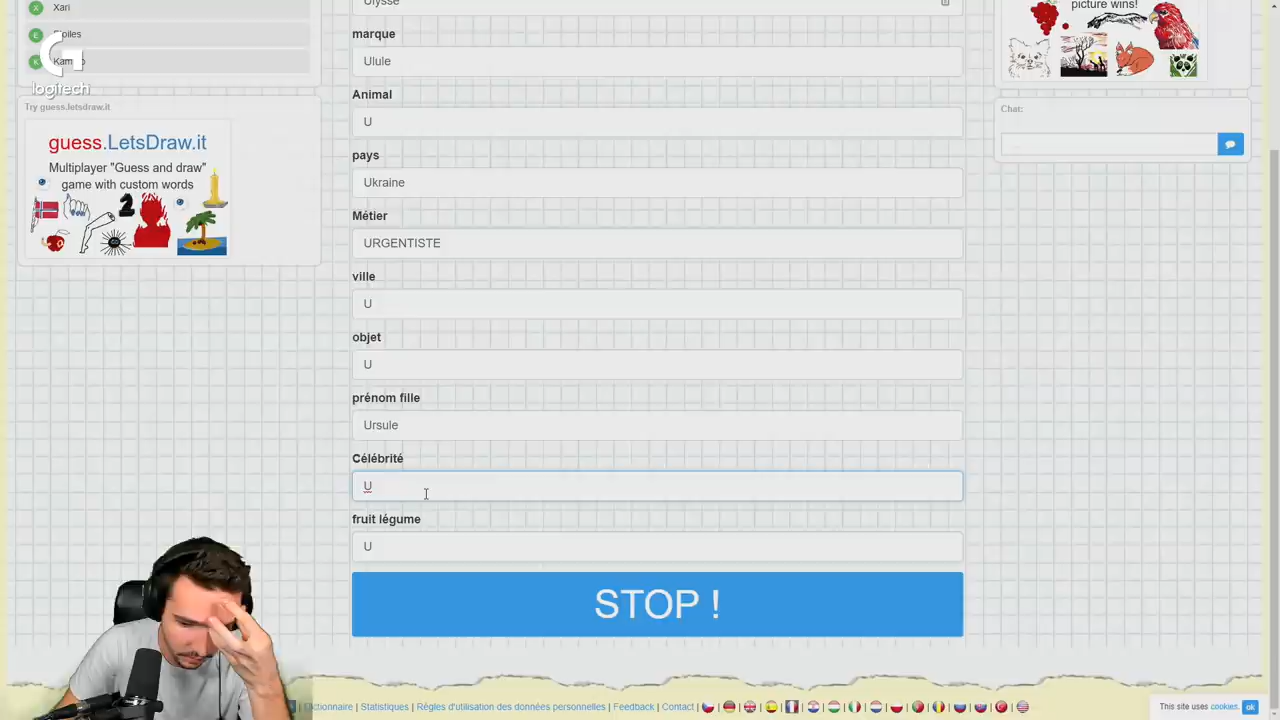 X Xari
Ulysse
picture wins!
E
K
logitech
marque
Ulule
Try guess.letsdraw.it
guess.LetsDraw.it
Multiplayer "Guess and draw"
game with custom words
Animal
U
Chat:
pays
Ukraine
Métier
URGENTISTE
ville
U
objet
U
prénom fille
Ursule
Célébrité
U
fruit légume
U
STOP !
Dictionnaire | Statistiques | Règles d'utilisation des données personnelles | Feedback | Contact |
This site uses cookies. ok